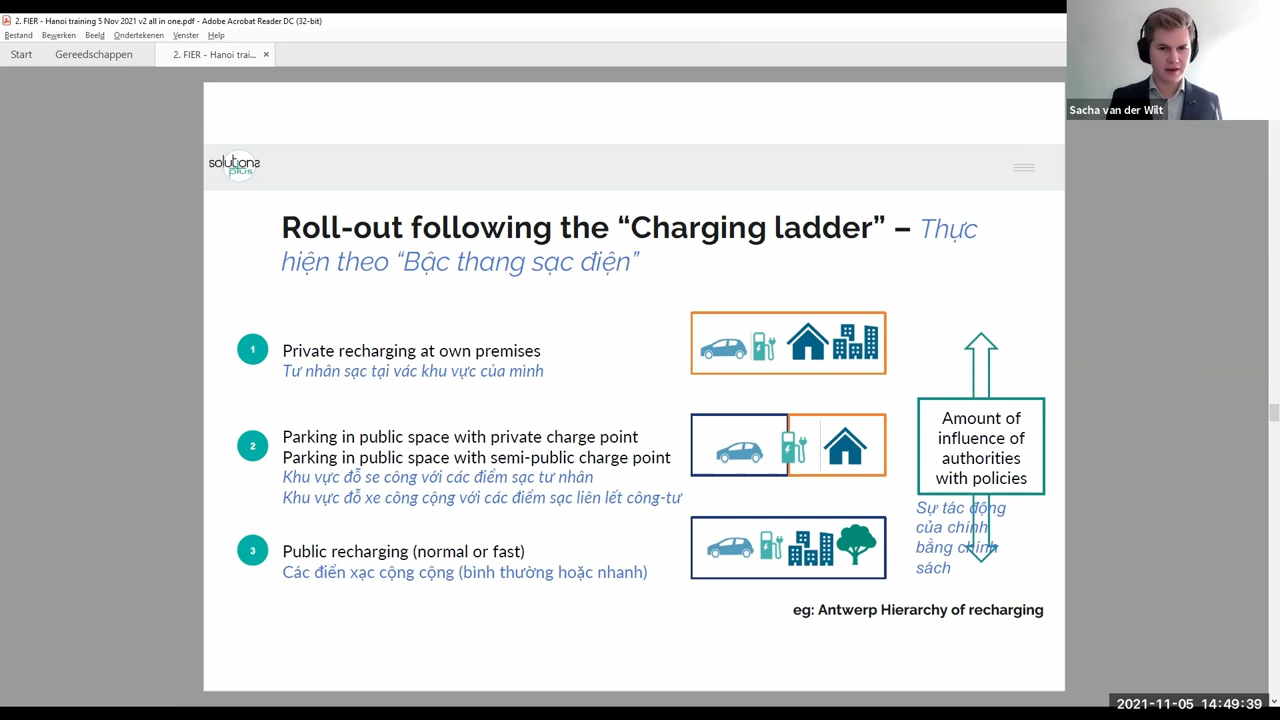 2. FIER - Hanoi training 5 Nov 2021 v2 all in one.pdf - Adobe Acrobat Reader DC (32-bit)
Bestand Bewerken Beeld Ondertekenen Venster Help
Start Gereedschappen 2. FIER - Hanoi trai... ×
Sacha van der Wilt
solutions
plus
Roll-out following the “Charging ladder” – Thực
hiện theo “Bậc thang sạc điện”
1
Private recharging at own premises
Tư nhân sạc tại vác khu vực của mình
2
Parking in public space with private charge point
Parking in public space with semi-public charge point
Khu vực đỗ se công với các điểm sạc tư nhân
Khu vực đỗ xe công cộng với các điểm sạc liên lết công-tư
3
Public recharging (normal or fast)
Các điển xạc cộng cộng (bình thường hoặc nhanh)
Amount of
influence of
authorities
with policies
Sự tác động
của chính
bằng chính
sách
eg: Antwerp Hierarchy of recharging
2021-11-05 14:49:39